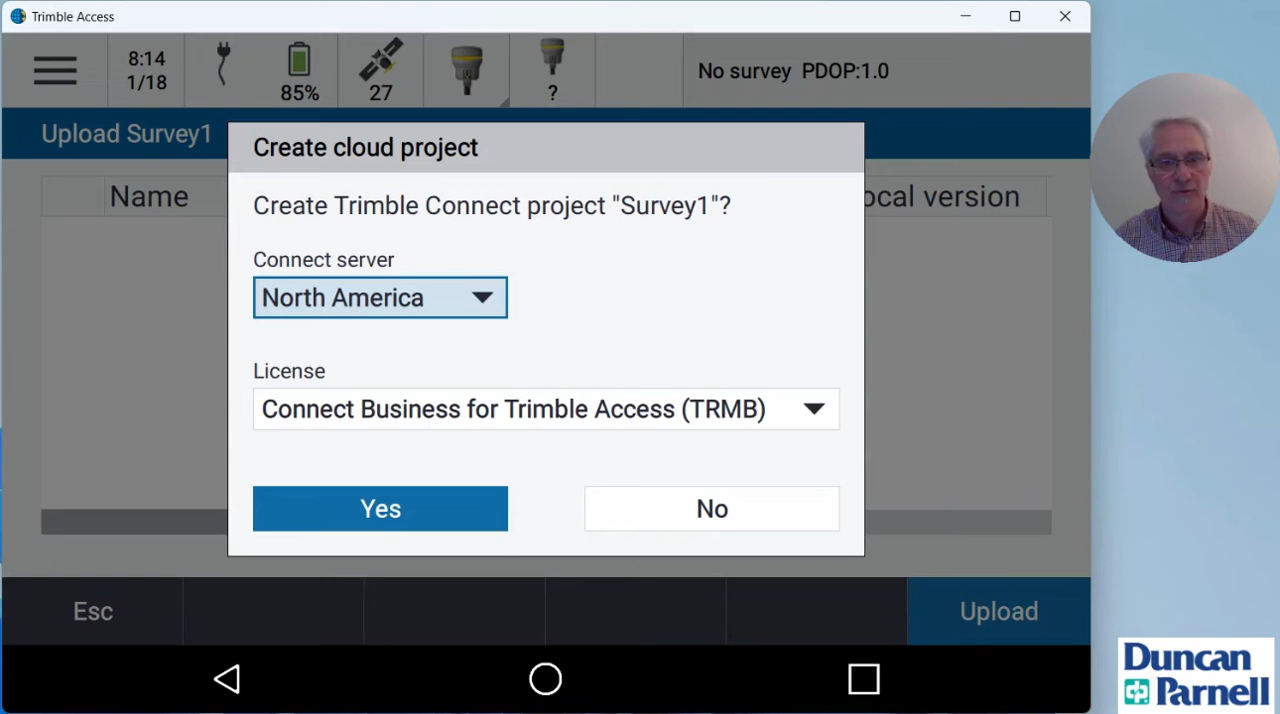 Trimble Access
8:14
1/18
85%
27
?
No survey PDOP:1.0
Upload Survey1
Create cloud project
Name
ocal version
Create Trimble Connect project "Survey1"?
Connect server
North America
License
Connect Business for Trimble Access (TRMB)
Yes
No
Esc
Upload
Duncan
Parnell